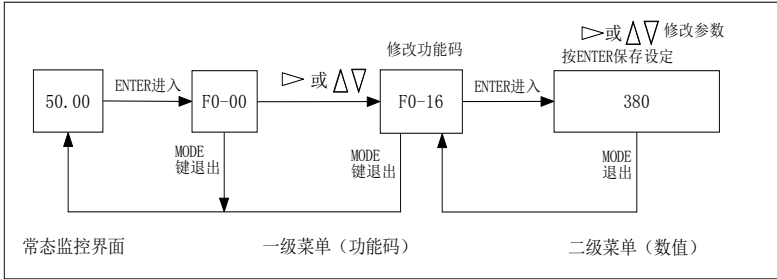 ▷或△▽修改参数
修改功能码
按ENTER保存设定
50.00
ENTER进入
F0-00
▷或△▽
F0-16
ENTER进入
380
MODE
键退出
MODE
键退出
MODE
退出
常态监控界面
一级菜单（功能码）
二级菜单（数值）